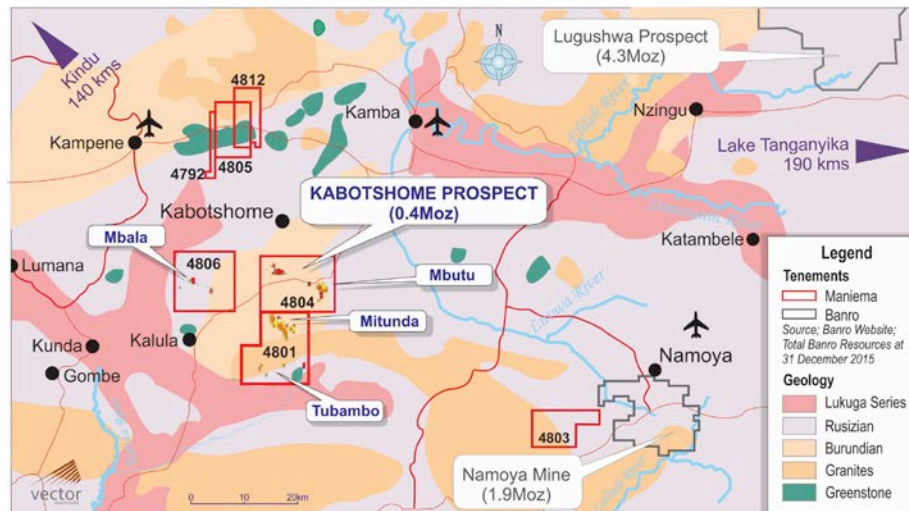 Kindu
140 kms
4812
Kampene
4792
4805
Kamba
N
Lugushwa Prospect
(4.3Moz)
Nzingu
Elilah River
Lake Tanganyika
190 kms
KABOTSHOME PROSPECT
(0.4Moz)
Kabotshome
Katambele
Mbala
4806
Lumana
Mbutu
4804
Mitunda
Kunda
Kalula
4801
Gombe
Tubambo
Namoya
4803
Namoya Mine
(1.9Moz)
vector
0
10
20km
Legend
Tenements
Maniema
Banro
Source; Banro Website;
Total Banro Resources at
31 December 2015
Geology
Lukuga Series
Rusizian
Burundian
Granites
Greenstone